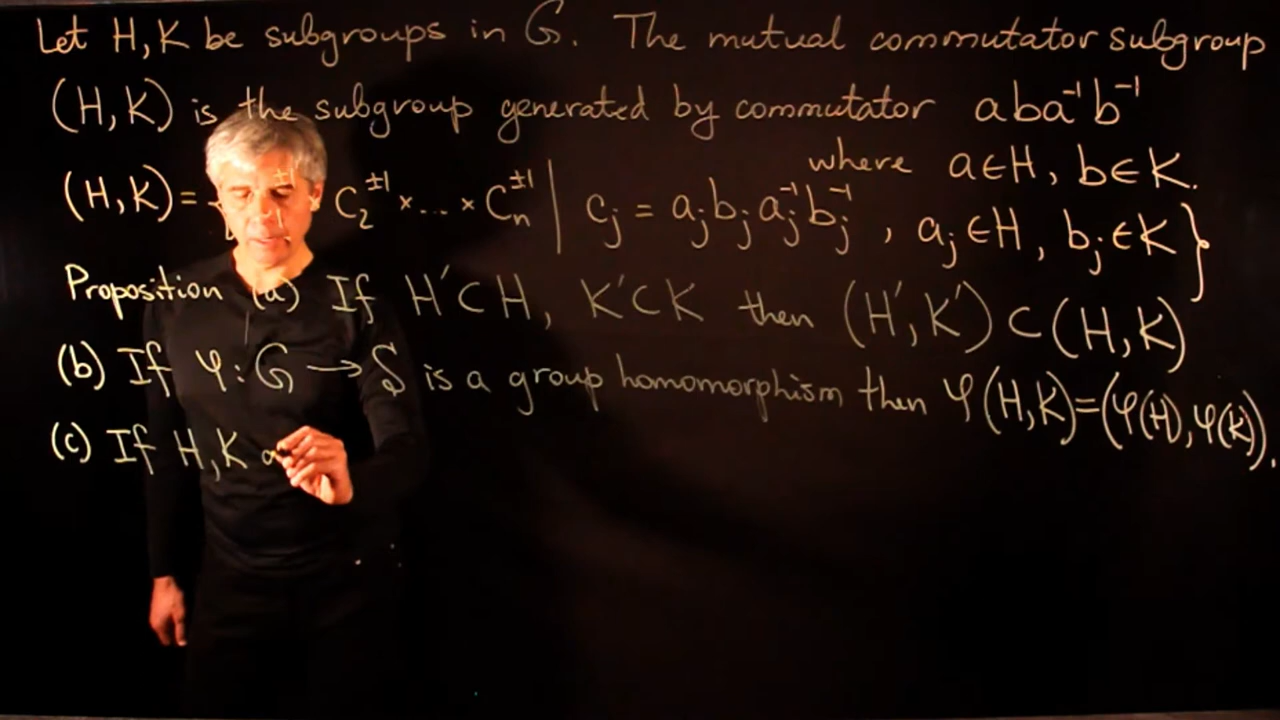 Let H, K be subgroups in G. The mutual commutator subgroup
(H, K) is the subgroup generated by commutator aba⁻¹b⁻¹
where a∈H, b∈K.
(H, K) = { C₂^±1 × ... × Cₙ^±1 | cⱼ = aⱼbⱼaⱼ⁻¹bⱼ⁻¹, aⱼ∈H, bⱼ∈K}
Proposition (a) If H'⊂H, K'⊂K then (H', K')⊂(H, K)
(b) If φ: G → S is a group homomorphism then φ(H,K)=(φ(H),φ(K)).
(c) If H, K